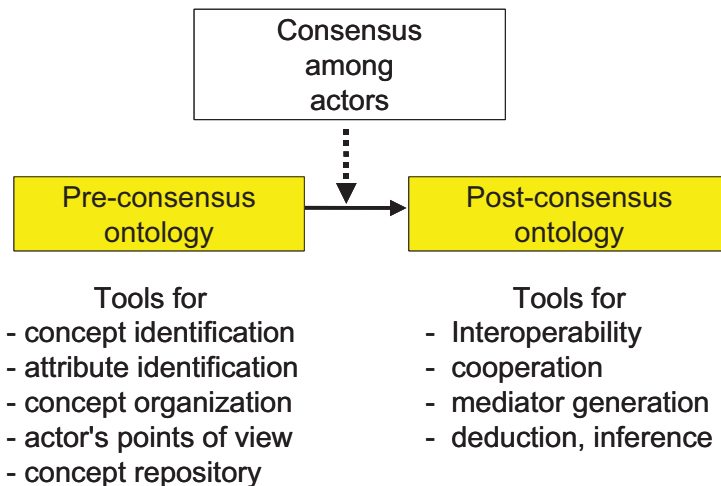 Consensus
among
actors
Pre-consensus
ontology
Post-consensus
ontology
Tools for
- concept identification
- attribute identification
- concept organization
- actor's points of view
- concept repository
Tools for
- Interoperability
- cooperation
- mediator generation
- deduction, inference